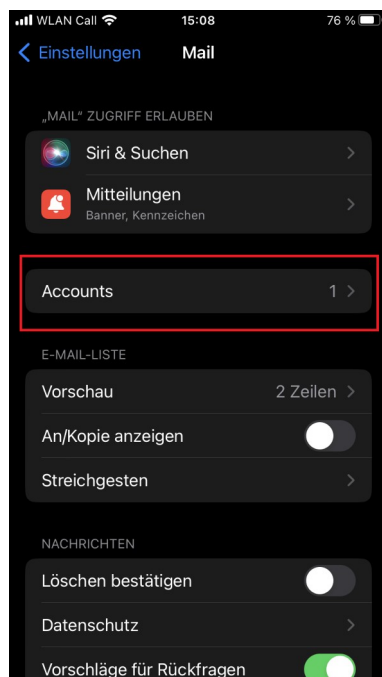 WLAN Call 15:08 76 %
Einstellungen Mail
„MAIL“ ZUGRIFF ERLAUBEN
Siri & Suchen
Mitteilungen
Banner, Kennzeichen
Accounts 1
E-MAIL-LISTE
Vorschau 2 Zeilen
An/Kopie anzeigen
Streichgesten
NACHRICHTEN
Löschen bestätigen
Datenschutz
Vorschläge für Rückfragen